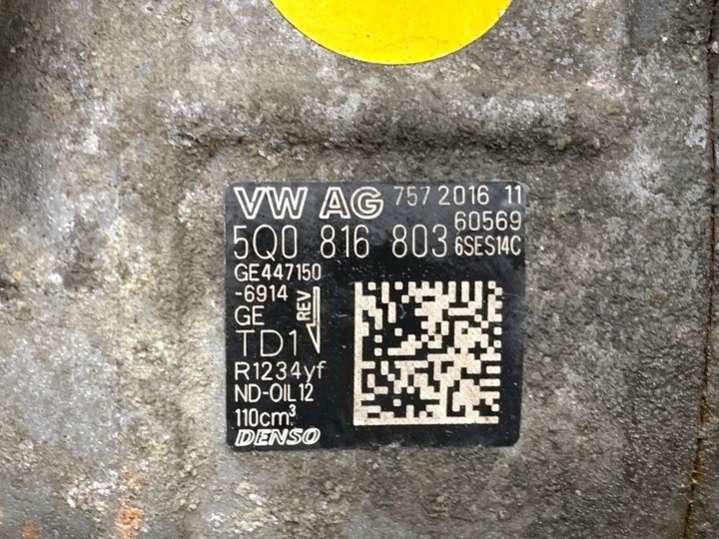 VW AG 757 2016 11
60569
5Q0 816 803 6SES14C
GE447150
-6914
REV
GE
TD1
R1234yf
ND-OIL12
110cm³
DENSO